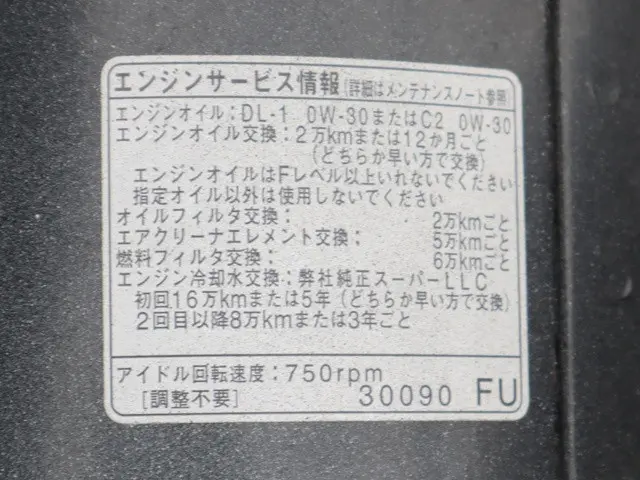 エンジンサービス情報(詳細はメンテナンスノート参照)
エンジンオイル:DL-1 0W-30またはC2 0W-30
エンジンオイル交換:2万kmまたは12か月ごと
(どちらか早い方で交換)
エンジンオイルはFレベル以上いれないでください
指定オイル以外は使用しないでください
オイルフィルタ交換: 2万kmごと
エアクリーナエレメント交換: 5万kmごと
燃料フィルタ交換: 6万kmごと
エンジン冷却水交換:弊社純正スーパーLLC
初回16万kmまたは5年(どちらか早い方で交換)
2回目以降8万kmまたは3年ごと
アイドル回転速度:750rpm
[調整不要] 30090 FU